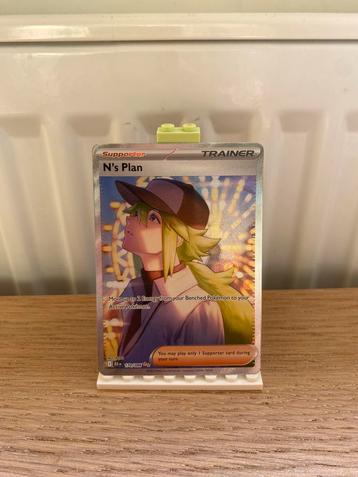 Supporter
TRAINER
N's Plan
Move up to 2 Energy from your Benched Pokémon to your
Active Pokémon.
You may play only 1 Supporter card during
your turn.